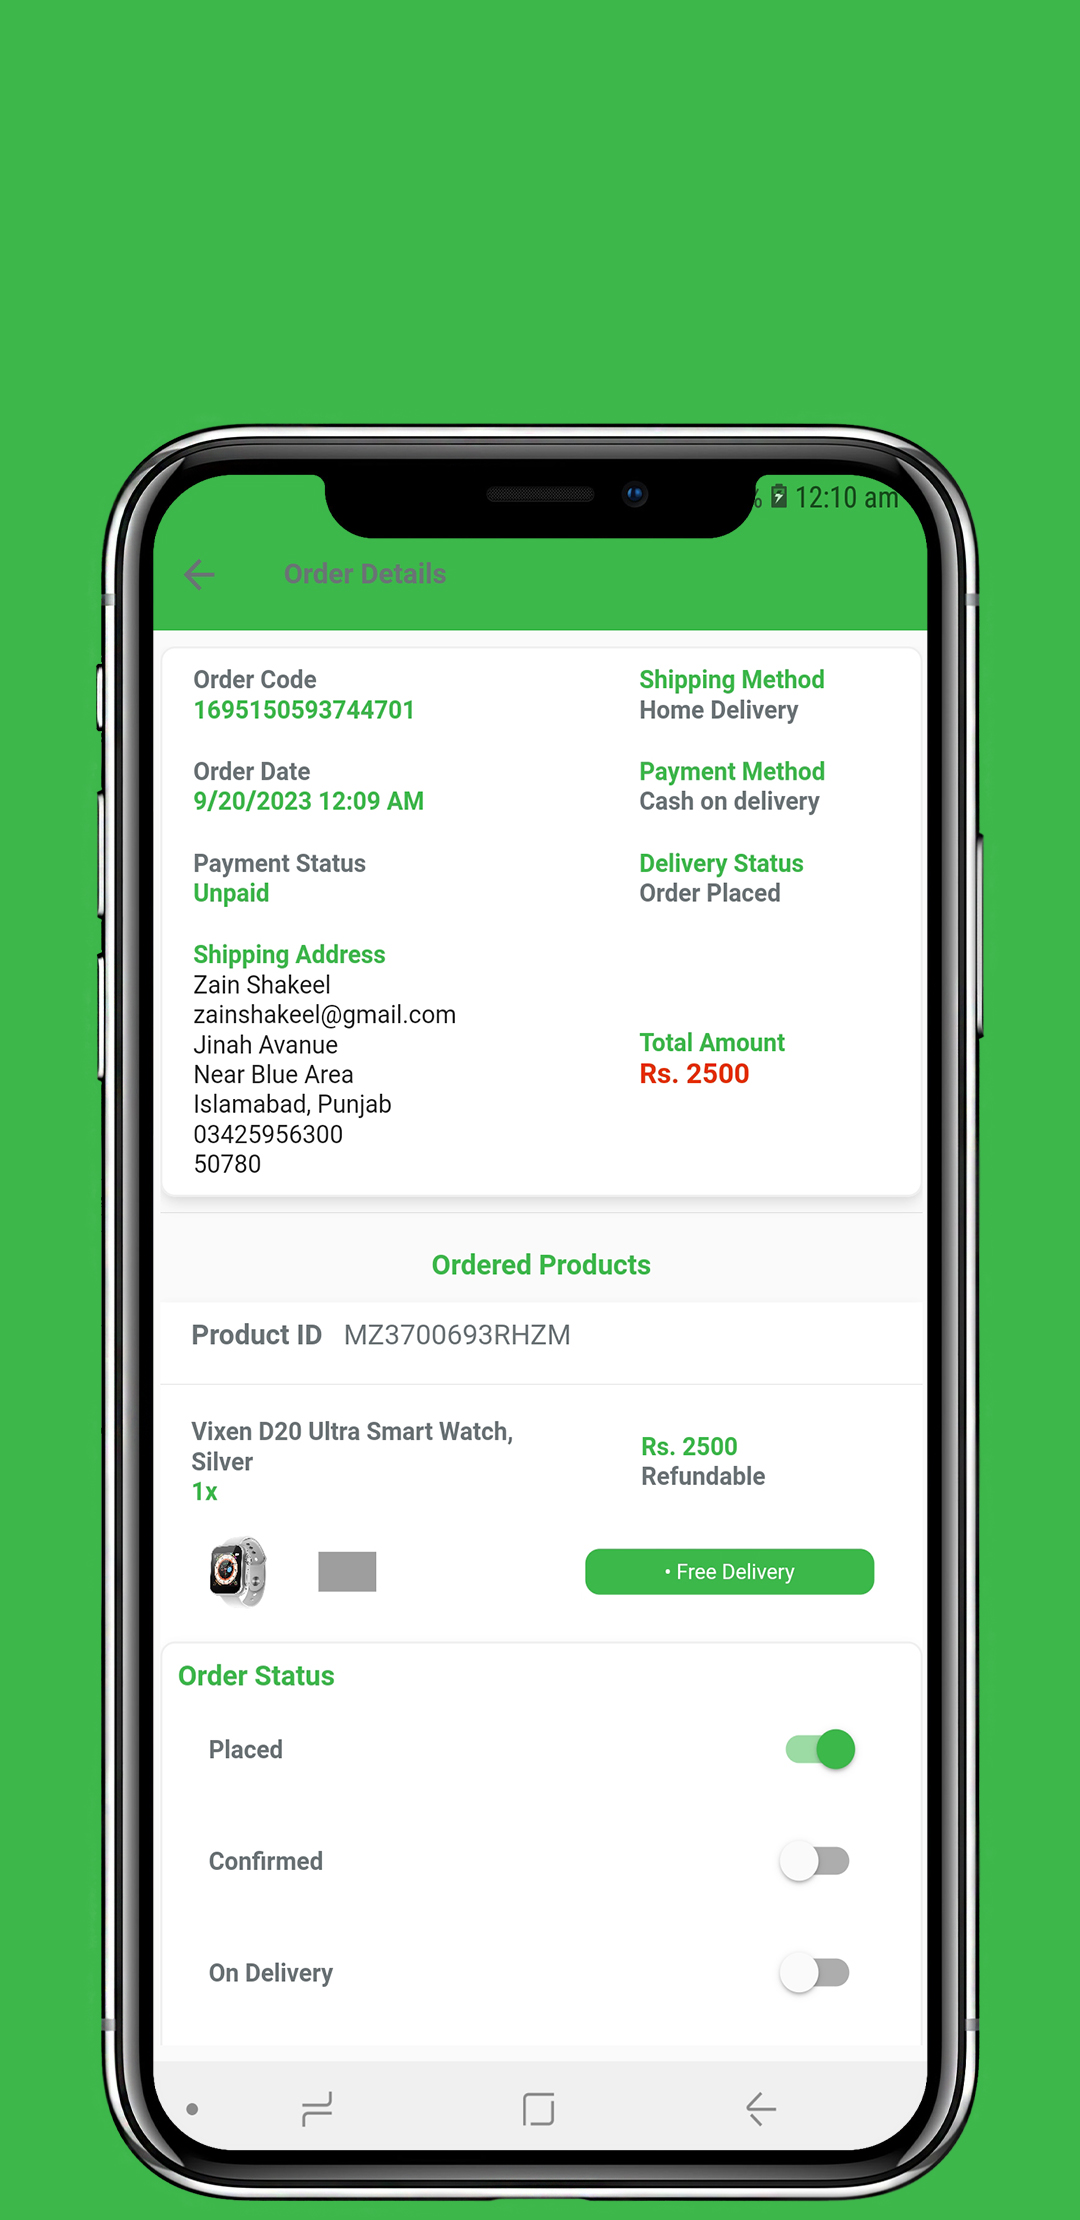 12:10 am
Order Details
Order Code
1695150593744701
Shipping Method
Home Delivery
Order Date
9/20/2023 12:09 AM
Payment Method
Cash on delivery
Payment Status
Unpaid
Delivery Status
Order Placed
Shipping Address
Zain Shakeel
zainshakeel@gmail.com
Jinah Avanue
Near Blue Area
Islamabad, Punjab
03425956300
50780
Total Amount
Rs. 2500
Ordered Products
Product ID MZ3700693RHZM
Vixen D20 Ultra Smart Watch,
Silver
1x
Rs. 2500
Refundable
• Free Delivery
Order Status
Placed
Confirmed
On Delivery